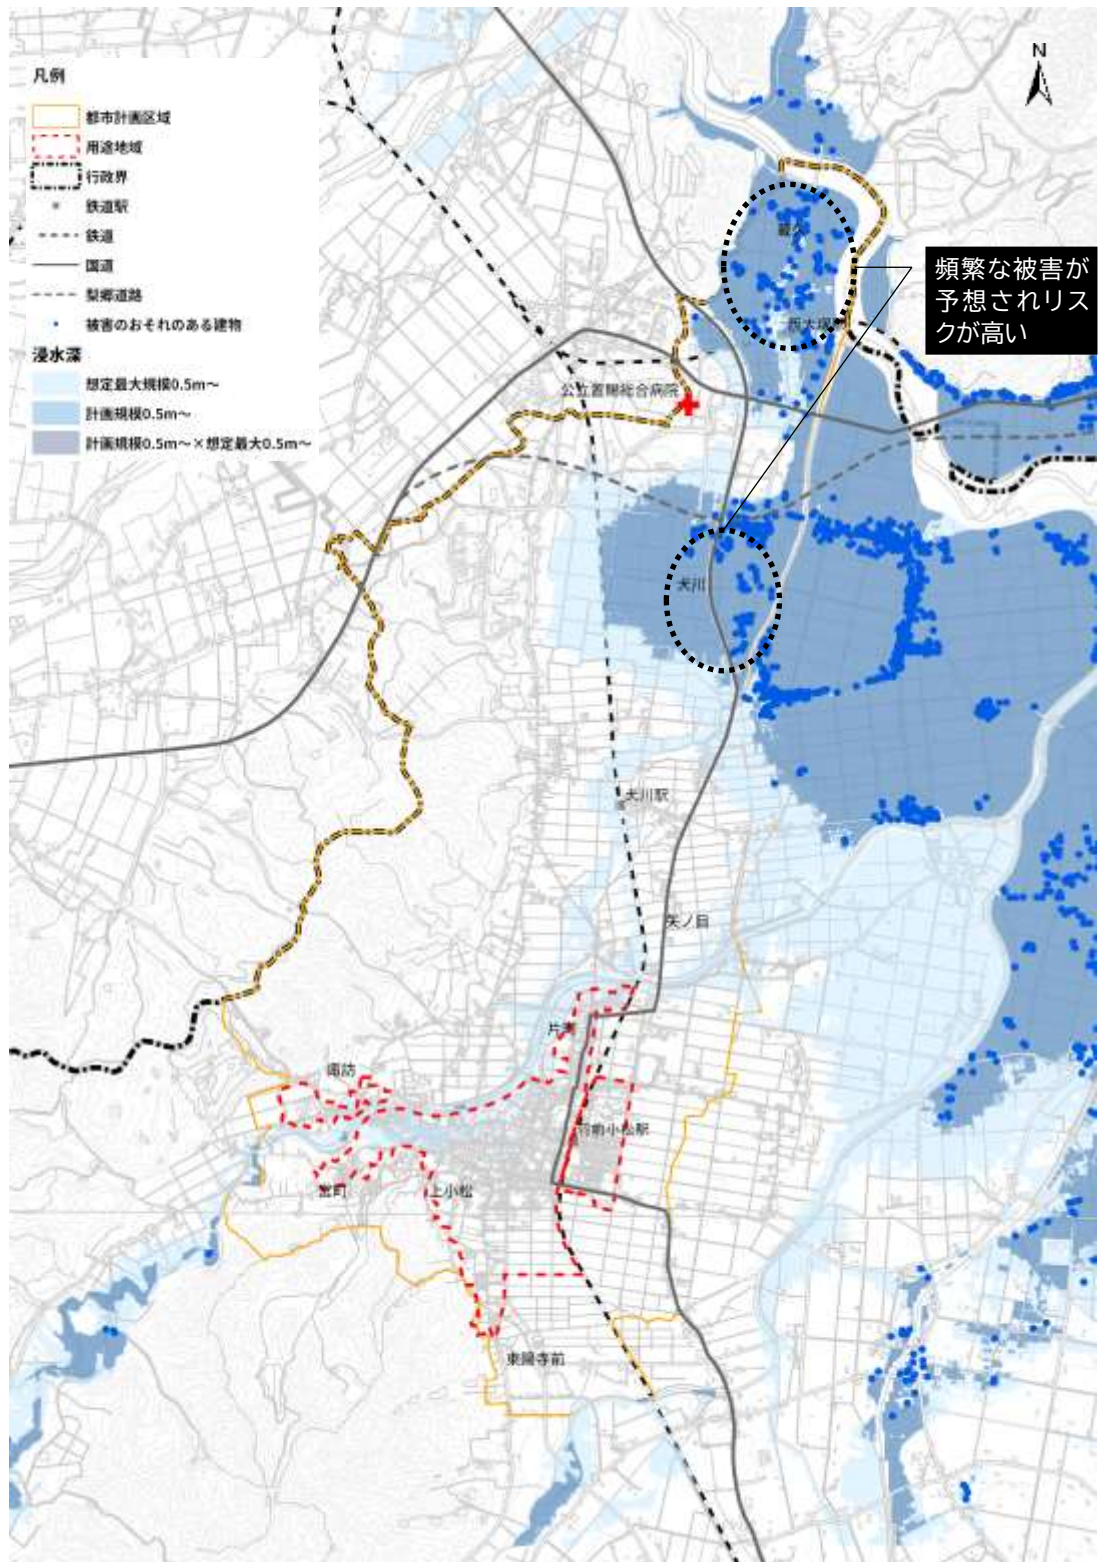 凡例
都市計画区域
用途地域
行政界
鉄道駅
鉄道
国道
梨郷道路
被害のおそれのある建物
浸水深
想定最大規模0.5m～
計画規模0.5m～
計画規模0.5m～×想定最大0.5m～
N
頻繁な被害が
予想されリス
クが高い
公立置賜総合病院
犬川
犬川駅
矢ノ目
諏訪
羽前小松駅
上小松
東陽寺前